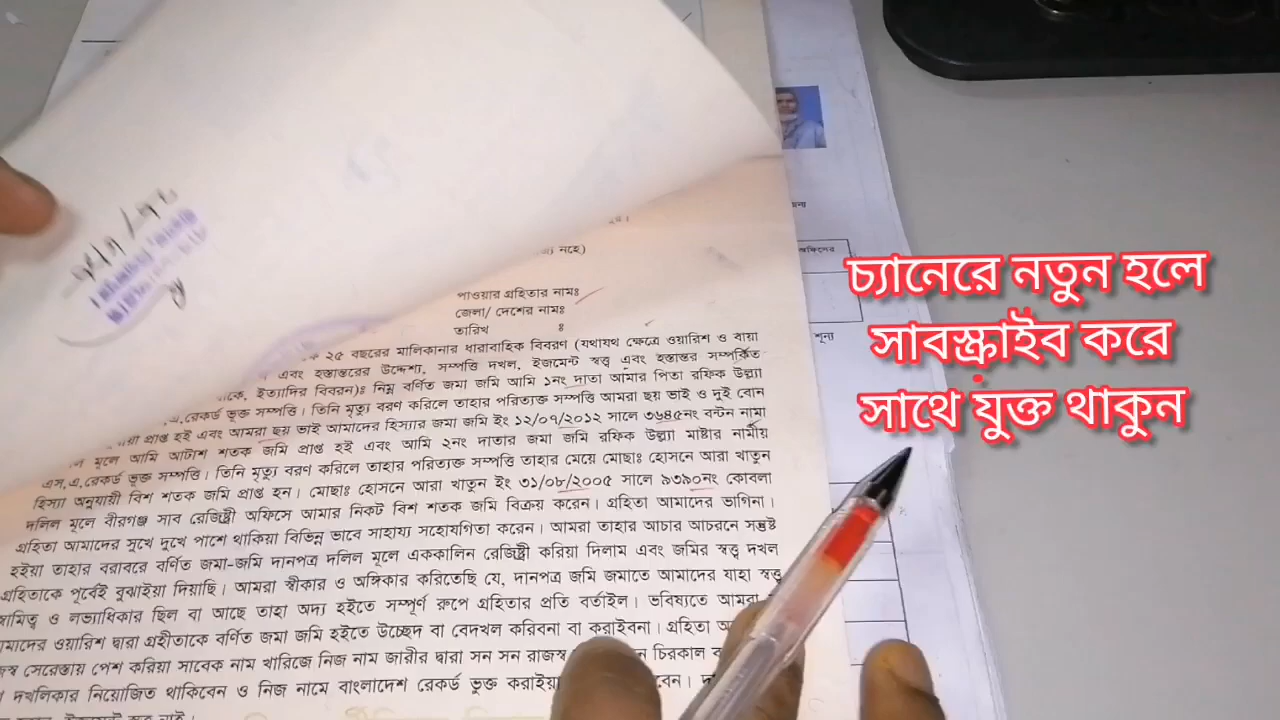 নহে)
পাওয়ার গ্রহিতার নামঃ
জেলা/ দেশের নামঃ
তারিখ ঃ
২৫ বছরের মালিকানার ধারাবাহিক বিবরণ (যথাযথ ক্ষেত্রে ওয়ারিশ ও বায়া
এবং হস্তান্তরের উদ্দেশ্য, সম্পত্তি দখল, ইজমেন্ট স্বত্ত্ব এবং হস্তান্তর সম্পর্কিত
ইত্যাদির বিবরন)ঃ নিম্ন বর্ণিত জমা জমি আমি ১নং দাতা আমার পিতা রফিক উল্ল্যা
রেকর্ড ভূক্ত সম্পত্তি। তিনি মৃত্যু বরণ করিলে তাহার পরিত্যক্ত সম্পত্তি আমরা ছয় ভাই ও দুই বোন
প্রাপ্ত হই এবং আমরা ছয় ভাই আমাদের হিস্যার জমা জমি ইং ১২/০৭/২০১২ সালে ৩৬৪৫নং বন্টন নামা
মূলে আমি আটাশ শতক জমি প্রাপ্ত হই এবং আমি ২নং দাতার জমা জমি রফিক উল্ল্যা মাষ্টার নামীয়
এস,এ,রেকর্ড ভূক্ত সম্পত্তি। তিনি মৃত্যু বরণ করিলে তাহার পরিত্যক্ত সম্পত্তি তাহার মেয়ে মোছাঃ হোসনে আরা খাতুন
হিস্যা অনুযায়ী বিশ শতক জমি প্রাপ্ত হন। মোছাঃ হোসনে আরা খাতুন ইং ৩১/০৮/২০০৫ সালে ৯৩৯০নং কোবলা
দলিল মূলে বীরগঞ্জ সাব রেজিষ্ট্রী অফিসে আমার নিকট বিশ শতক জমি বিক্রয় করেন। গ্রহিতা আমাদের ভাগিনা।
গ্রহিতা আমাদের সুখে দুখে পাশে থাকিয়া বিভিন্ন ভাবে সাহায্য সহোযগিতা করেন। আমরা তাহার আচার আচরনে সন্তুষ্ট
হইয়া তাহার বরাবরে বর্ণিত জমা-জমি দানপত্র দলিল মূলে এককালিন রেজিষ্ট্রী করিয়া দিলাম এবং জমির স্বত্ত্ব দখল
গ্রহিতাকে পূর্বেই বুঝাইয়া দিয়াছি। আমরা স্বীকার ও অঙ্গিকার করিতেছি যে, দানপত্র জমি জমাতে আমাদের যাহা স্বত্ত্ব
ও লভ্যাধিকার ছিল বা আছে তাহা অদ্য হইতে সম্পূর্ণ রুপে গ্রহিতার প্রতি বর্তাইল। ভবিষ্যতে আমরা
ওয়ারিশ দ্বারা গ্রহীতাকে বর্ণিত জমা জমি হইতে উচ্ছেদ বা বেদখল করিবনা বা করাইবনা। গ্রহিতা
সেরেস্তায় পেশ করিয়া সাবেক নাম খারিজে নিজ নাম জারীর দ্বারা সন সন রাজস্ব চিরকাল
দখলিকার নিয়োজিত থাকিবেন ও নিজ নামে বাংলাদেশ রেকর্ড ভুক্ত করাইয়া
শূন্য
চ্যানেরে নতুন হলে
সাবস্ক্রাইব করে
সাথে যুক্ত থাকুন